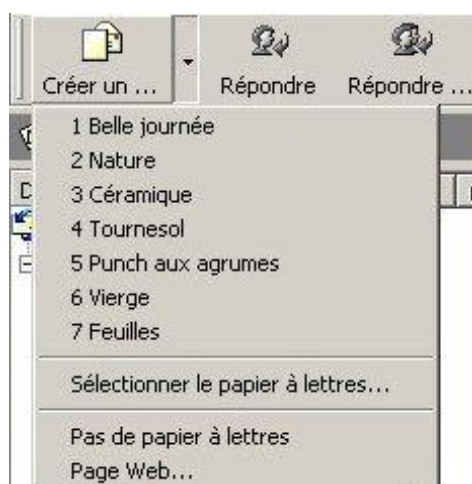 Créer un ... Répondre Répondre ...
1 Belle journée
2 Nature
3 Céramique
4 Tournesol
5 Punch aux agrumes
6 Vierge
7 Feuilles
Sélectionner le papier à lettres...
Pas de papier à lettres
Page Web...